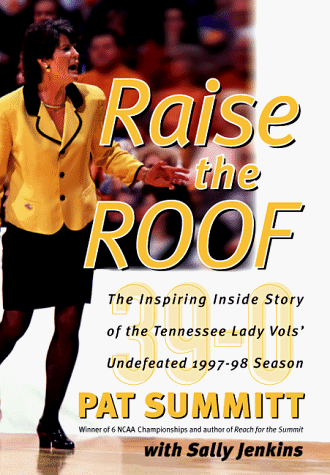 Raise
the
ROOF
39-0
The Inspiring Inside Story
of the Tennessee Lady Vols'
Undefeated 1997-98 Season
PAT SUMMITT
Winner of 6 NCAA Championships and author of Reach for the Summit
with Sally Jenkins